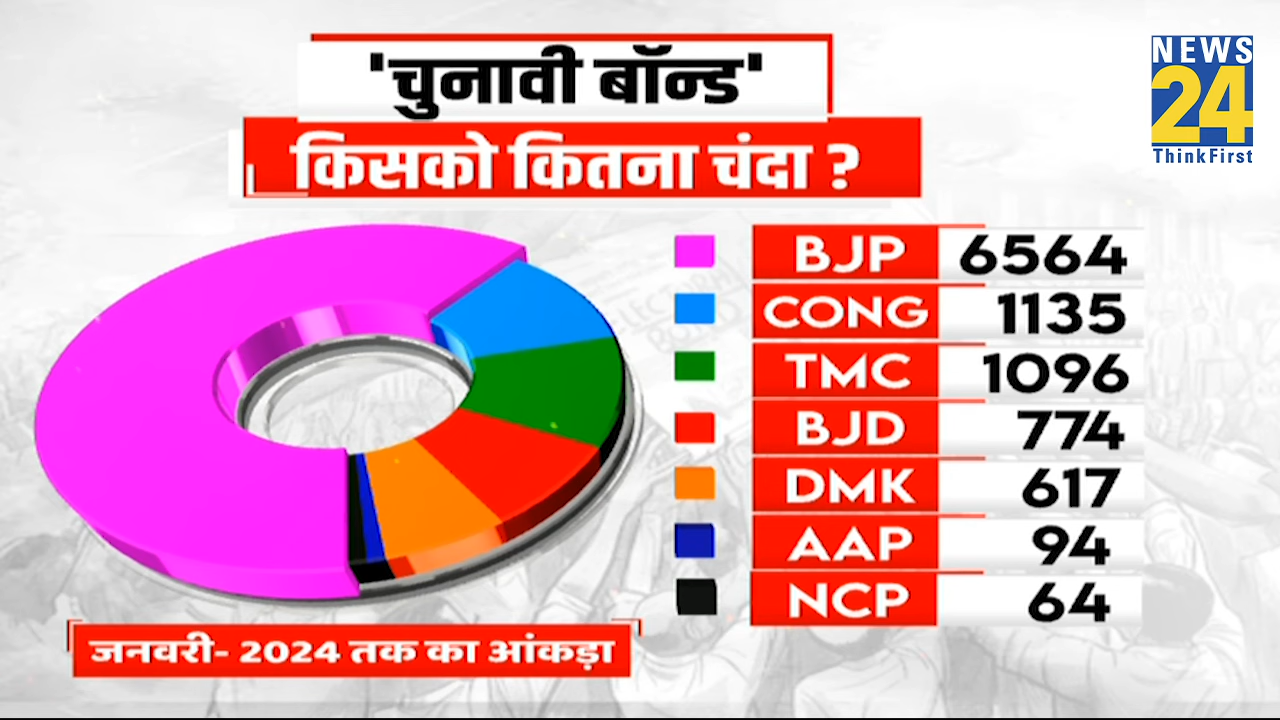 'चुनावी बॉन्ड'
NEWS
24
ThinkFirst
किसको कितना चंदा ?
BJP 6564
CONG 1135
TMC 1096
BJD 774
DMK 617
AAP 94
NCP 64
जनवरी- 2024 तक का आंकड़ा